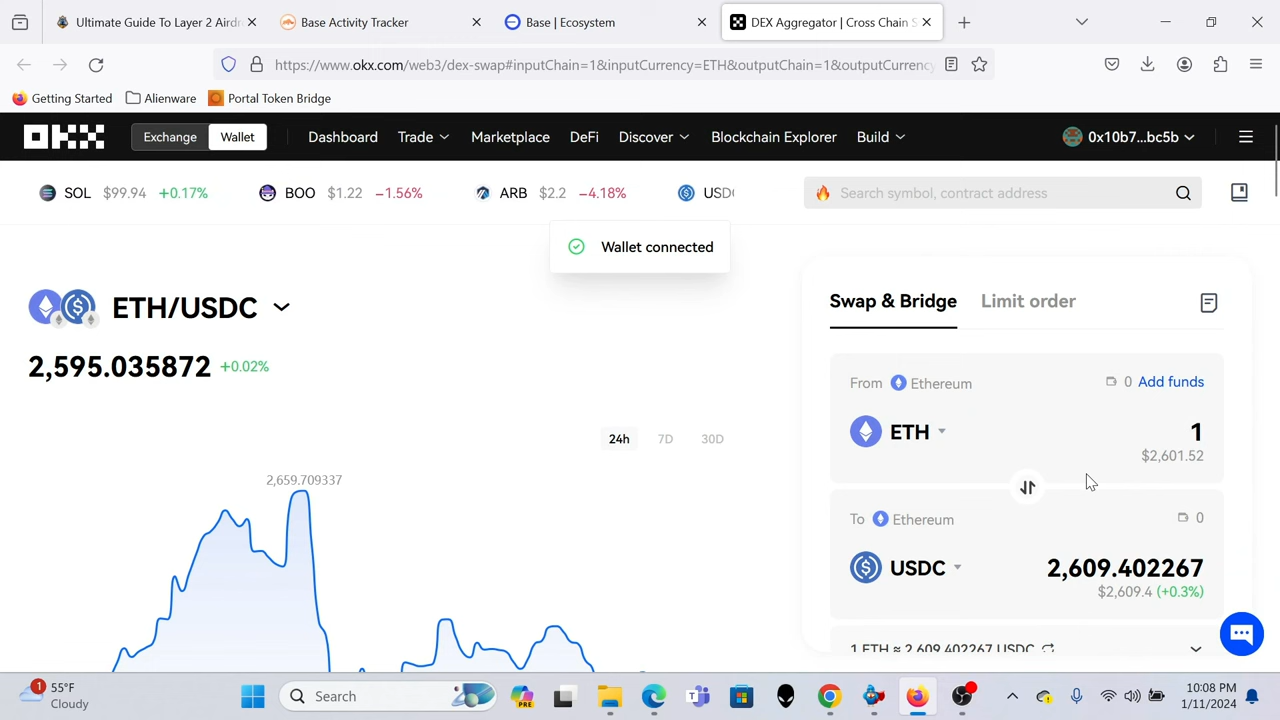 Ultimate Guide To Layer 2 Airdr
Base Activity Tracker
Base | Ecosystem
DEX Aggregator | Cross Chain S
https://www.okx.com/web3/dex-swap#inputChain=1&inputCurrency=ETH&outputChain=1&outputCurrency
Getting Started
Alienware
Portal Token Bridge
OKX
Exchange
Wallet
Dashboard
Trade
Marketplace
DeFi
Discover
Blockchain Explorer
Build
0x10b7...bc5b
SOL $99.94 +0.17%
BOO $1.22 −1.56%
ARB $2.2 −4.18%
USD
Search symbol, contract address
Wallet connected
ETH/USDC
2,595.035872 +0.02%
24h 7D 30D
2,659.709337
Swap & Bridge
Limit order
From Ethereum
0 Add funds
ETH
1
$2,601.52
To Ethereum
0
USDC
2,609.402267
$2,609.4 (+0.3%)
1 ETH ≈ 2,609.402267 USDC
1
55°F
Cloudy
Search
PRE
10:08 PM
1/11/2024